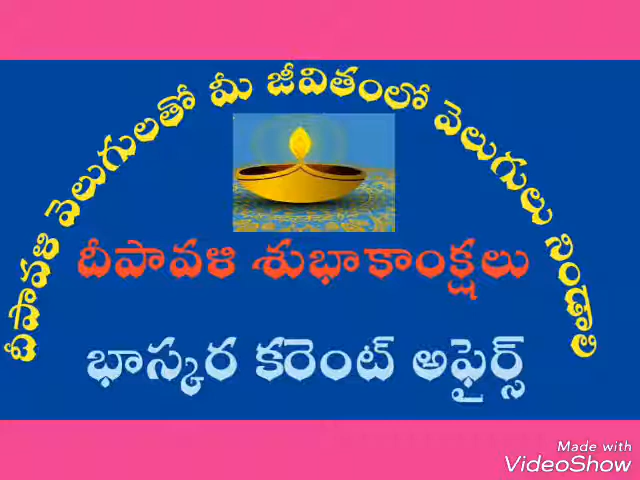 దీపావళి వెలుగులతో మీ జీవితంలో వెలుగులు నిండాలి
దీపావళి శుభాకాంక్షలు
భాస్కర కరెంట్ అఫైర్స్
Made with
VideoShow